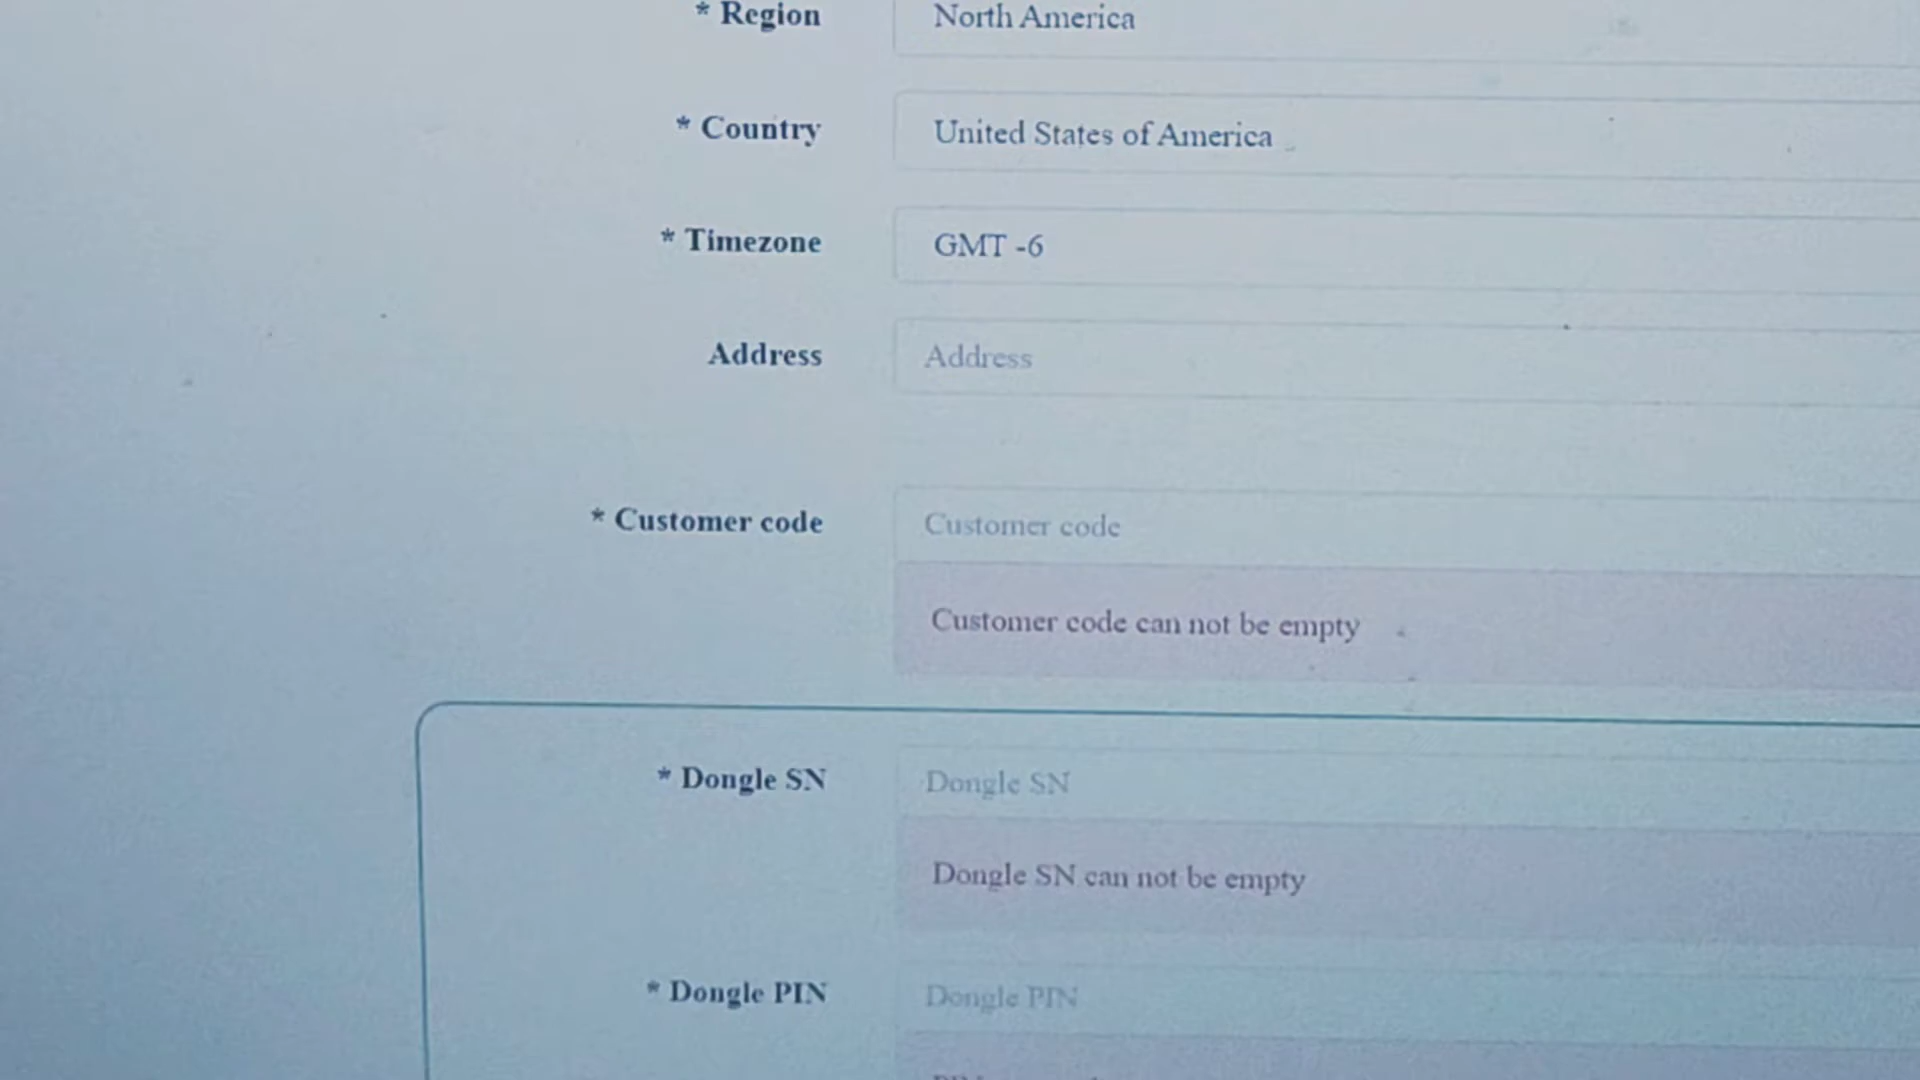 * Region North America
* Country United States of America
* Timezone GMT -6
Address Address
* Customer code Customer code
Customer code can not be empty
* Dongle SN Dongle SN
Dongle SN can not be empty
* Dongle PIN Dongle PIN